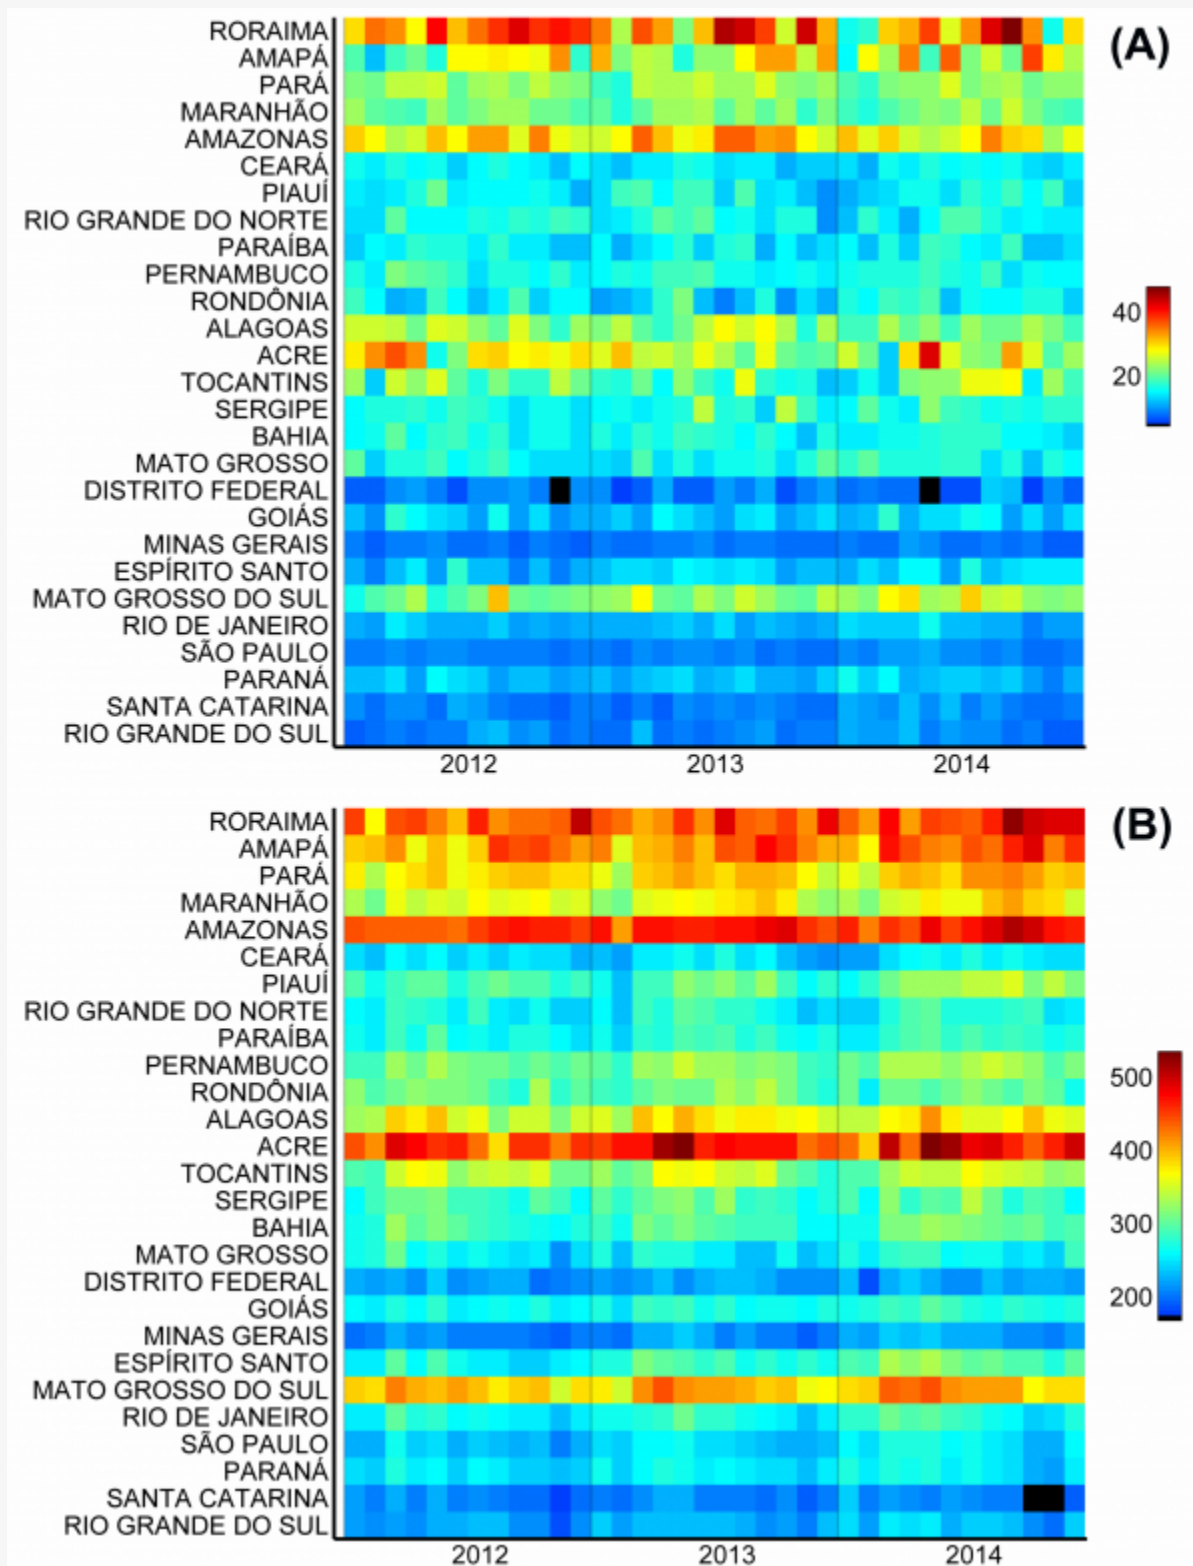 (A)
RORAIMA
AMAPÁ
PARÁ
MARANHÃO
AMAZONAS
CEARÁ
PIAUÍ
RIO GRANDE DO NORTE
PARAÍBA
PERNAMBUCO
RONDÔNIA
ALAGOAS
ACRE
TOCANTINS
SERGIPE
BAHIA
MATO GROSSO
DISTRITO FEDERAL
GOIÁS
MINAS GERAIS
ESPÍRITO SANTO
MATO GROSSO DO SUL
RIO DE JANEIRO
SÃO PAULO
PARANÁ
SANTA CATARINA
RIO GRANDE DO SUL
2012 2013 2014
40
20
(B)
RORAIMA
AMAPÁ
PARÁ
MARANHÃO
AMAZONAS
CEARÁ
PIAUÍ
RIO GRANDE DO NORTE
PARAÍBA
PERNAMBUCO
RONDÔNIA
ALAGOAS
ACRE
TOCANTINS
SERGIPE
BAHIA
MATO GROSSO
DISTRITO FEDERAL
GOIÁS
MINAS GERAIS
ESPÍRITO SANTO
MATO GROSSO DO SUL
RIO DE JANEIRO
SÃO PAULO
PARANÁ
SANTA CATARINA
RIO GRANDE DO SUL
2012 2013 2014
500
400
300
200